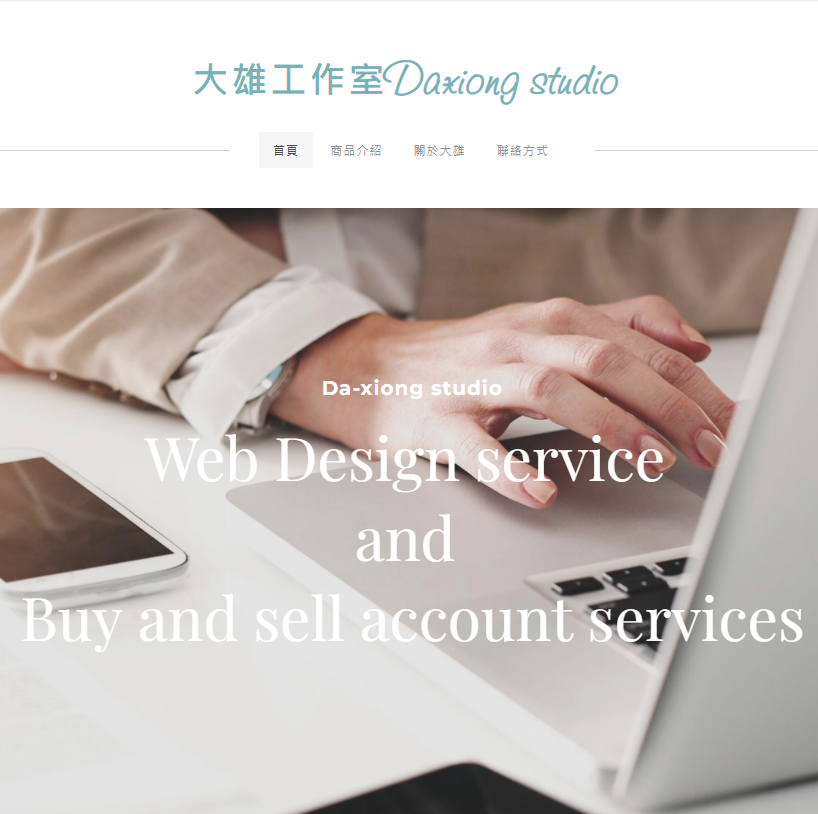 大雄工作室Daxiong studio
首頁 商品介紹 關於大雄 聯絡方式
Da-xiong studio
Web Design service
and
Buy and sell account services